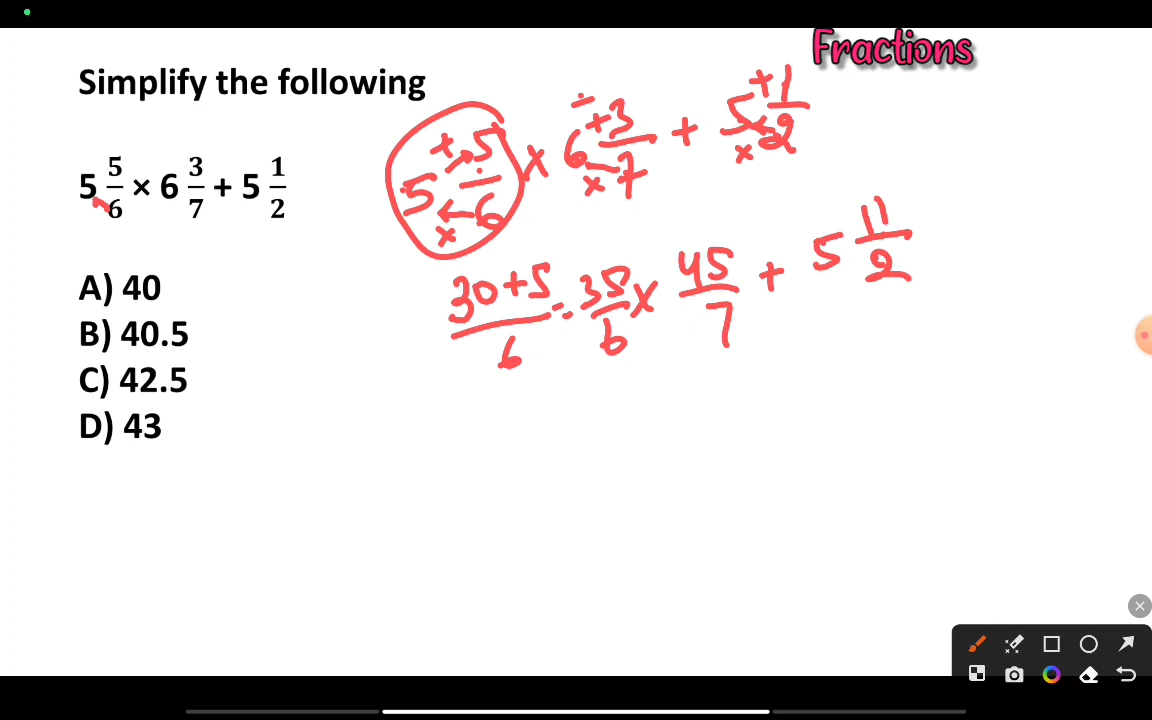 Fractions
Simplify the following
5 5/6 × 6 3/7 + 5 1/2
5 + 5/6 × × 6 ÷ + 3/7 × + 5 + 1/2 ×
30+5/6 = 35/6 × 45/7 + 5 11/2
A) 40
B) 40.5
C) 42.5
D) 43